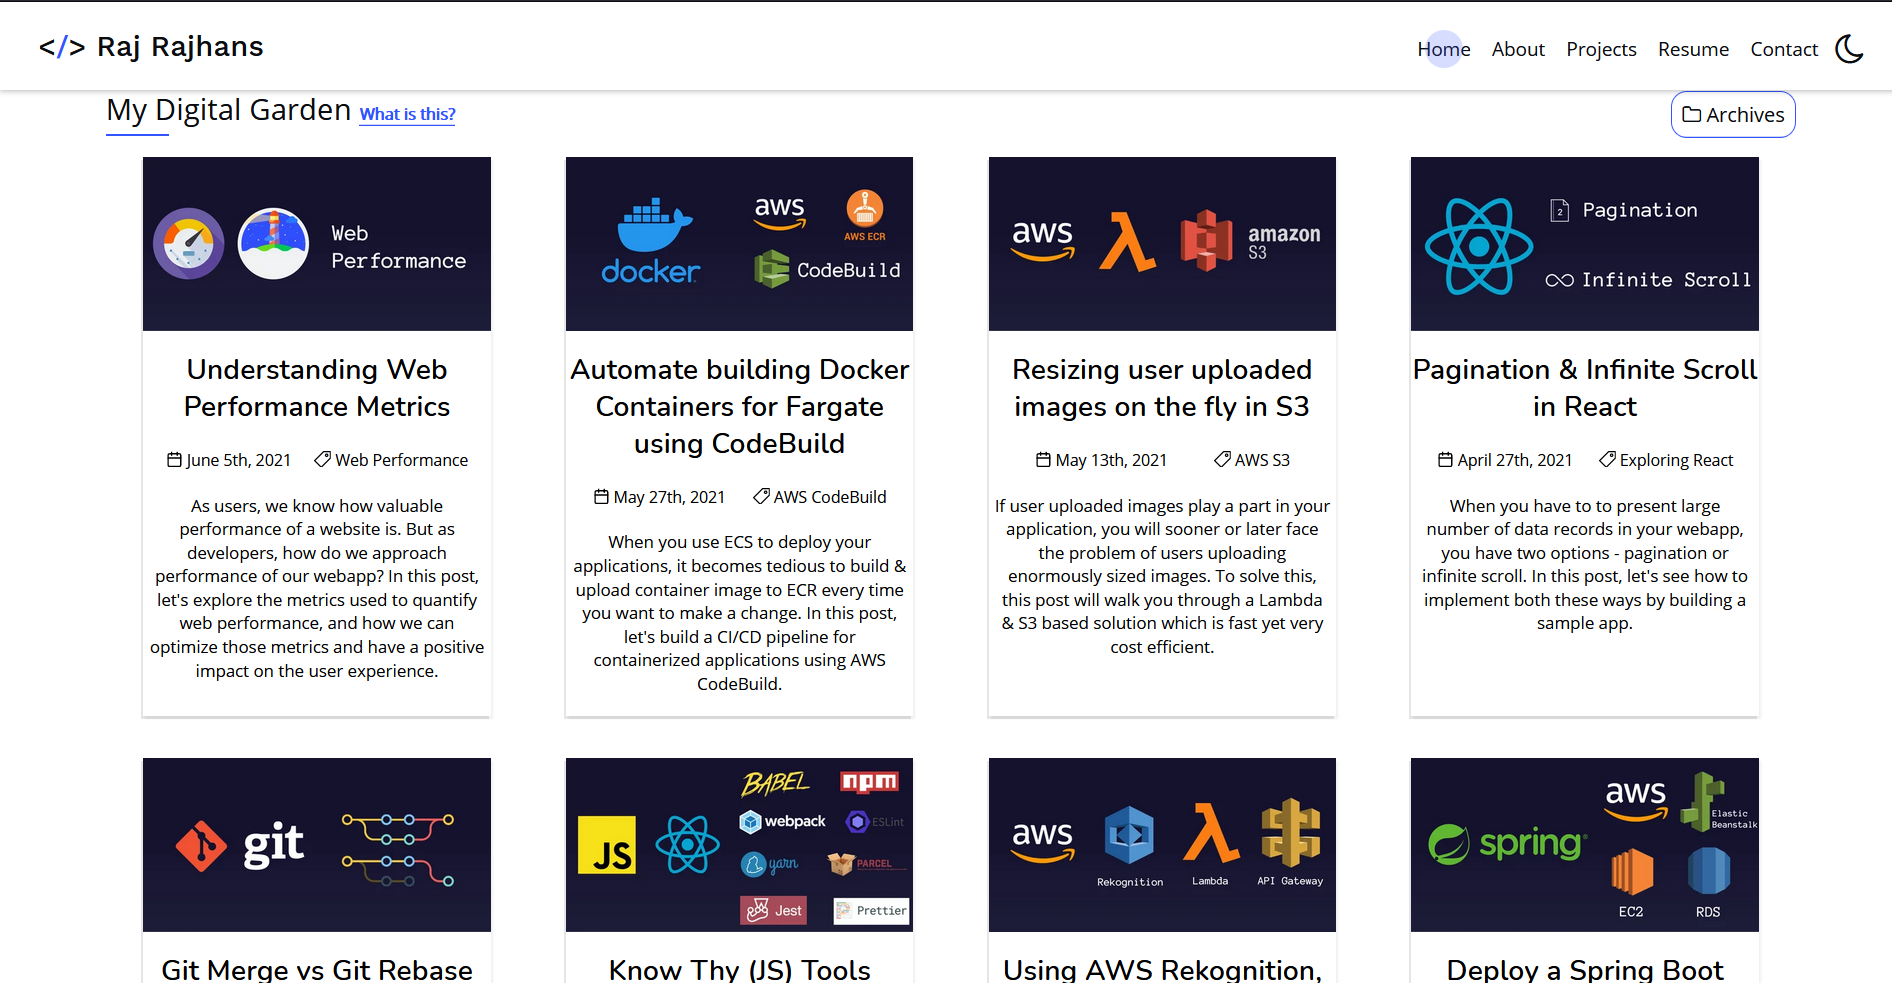 </> Raj Rajhans
Home About Projects Resume Contact
My Digital Garden What is this?
Archives
Web
Performance
docker
aws
AWS ECR
CodeBuild
aws
amazon
S3
2 Pagination
Infinite Scroll
Understanding Web
Performance Metrics
June 5th, 2021 Web Performance
As users, we know how valuable
performance of a website is. But as
developers, how do we approach
performance of our webapp? In this post,
let's explore the metrics used to quantify
web performance, and how we can
optimize those metrics and have a positive
impact on the user experience.
Automate building Docker
Containers for Fargate
using CodeBuild
May 27th, 2021 AWS CodeBuild
When you use ECS to deploy your
applications, it becomes tedious to build &
upload container image to ECR every time
you want to make a change. In this post,
let's build a CI/CD pipeline for
containerized applications using AWS
CodeBuild.
Resizing user uploaded
images on the fly in S3
May 13th, 2021 AWS S3
If user uploaded images play a part in your
application, you will sooner or later face
the problem of users uploading
enormously sized images. To solve this,
this post will walk you through a Lambda
& S3 based solution which is fast yet very
cost efficient.
Pagination & Infinite Scroll
in React
April 27th, 2021 Exploring React
When you have to to present large
number of data records in your webapp,
you have two options - pagination or
infinite scroll. In this post, let's see how to
implement both these ways by building a
sample app.
git
Git Merge vs Git Rebase
JS
BABEL npm
webpack ESLint
yarn PARCEL
Jest Prettier
Know Thy (JS) Tools
aws
Rekognition Lambda API Gateway
Using AWS Rekognition,
spring
aws
Elastic
Beanstalk
EC2 RDS
Deploy a Spring Boot